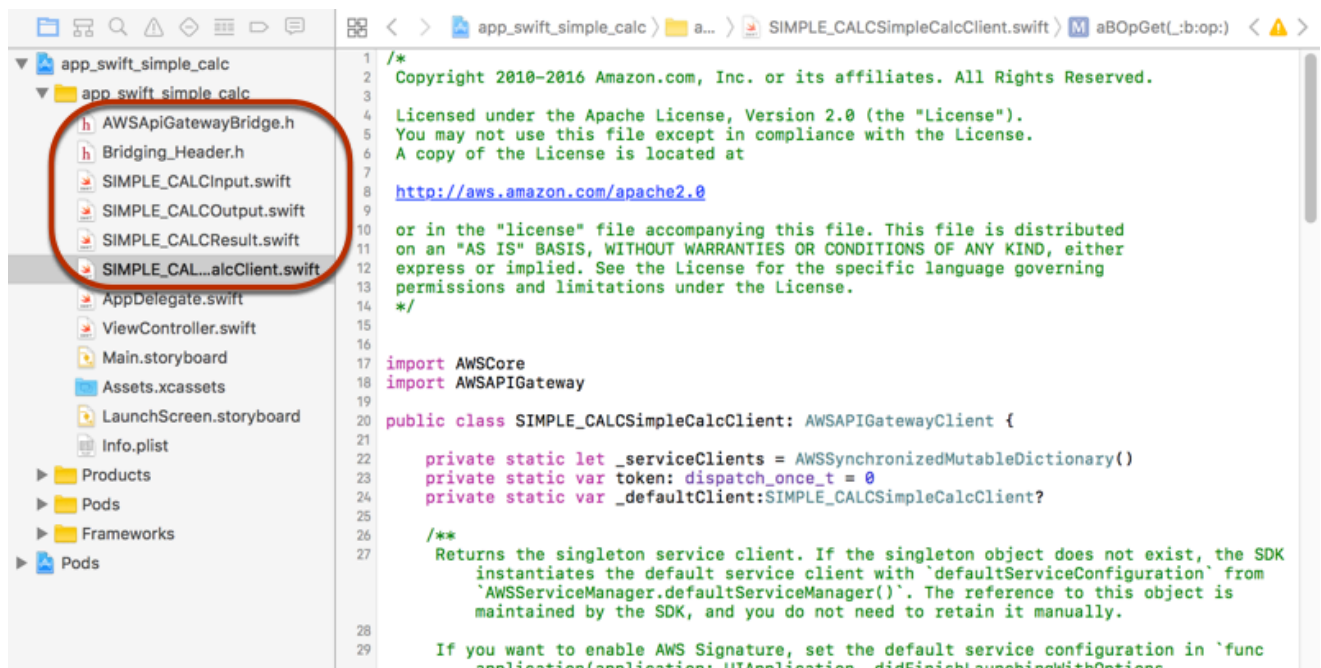 app_swift_simple_calc
a...
SIMPLE_CALCSimpleCalcClient.swift
M
aBOpGet(_:b:op:)
app_swift_simple_calc
app_swift_simple_calc
h AWSApiGatewayBridge.h
h Bridging_Header.h
SIMPLE_CALCInput.swift
SIMPLE_CALCOutput.swift
SIMPLE_CALCResult.swift
SIMPLE_CAL...alcClient.swift
AppDelegate.swift
ViewController.swift
Main.storyboard
Assets.xcassets
LaunchScreen.storyboard
Info.plist
Products
Pods
Frameworks
Pods
1 /*
2 Copyright 2010-2016 Amazon.com, Inc. or its affiliates. All Rights Reserved.
3
4 Licensed under the Apache License, Version 2.0 (the "License").
5 You may not use this file except in compliance with the License.
6 A copy of the License is located at
7
8 http://aws.amazon.com/apache2.0
9
10 or in the "license" file accompanying this file. This file is distributed
11 on an "AS IS" BASIS, WITHOUT WARRANTIES OR CONDITIONS OF ANY KIND, either
12 express or implied. See the License for the specific language governing
13 permissions and limitations under the License.
14 */
15
16
17 import AWSCore
18 import AWSAPIGateway
19
20 public class SIMPLE_CALCSimpleCalcClient: AWSAPIGatewayClient {
21
22 private static let _serviceClients = AWSSynchronizedMutableDictionary()
23 private static var token: dispatch_once_t = 0
24 private static var _defaultClient:SIMPLE_CALCSimpleCalcClient?
25
26 /**
27 Returns the singleton service client. If the singleton object does not exist, the SDK
instantiates the default service client with `defaultServiceConfiguration` from
`AWSServiceManager.defaultServiceManager()`. The reference to this object is
maintained by the SDK, and you do not need to retain it manually.
28
29 If you want to enable AWS Signature, set the default service configuration in `func
application(application: UIApplication, didFinishLaunchingWithOptions